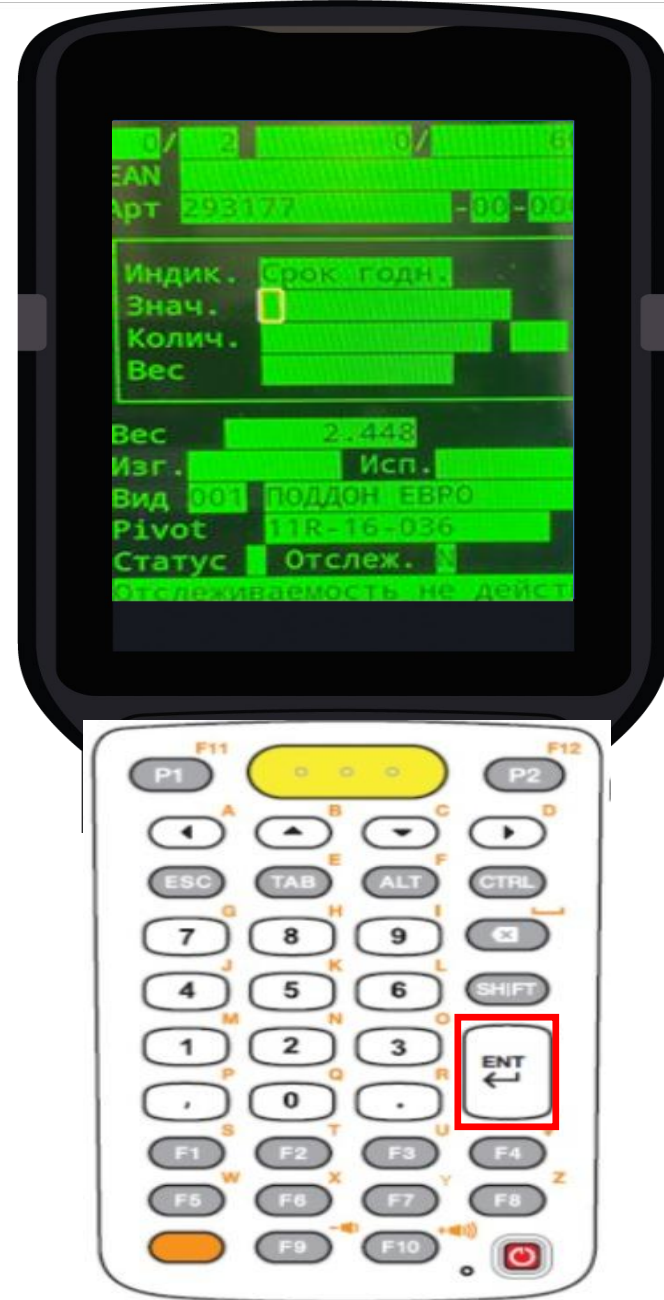 0/ 2 0/ 6
EAN
Арт 293177 -00-000
Индик. Срок годн.
Знач.
Колич.
Вес
Вес 2.448
Изг. Исп.
Вид 001 ПОДДОН ЕВРО
Pivot 11R-16-036
Статус Отслеж. N
Отслеживаемость не дейст
F11 F12
P1 P2
A B C D
E F
ESC TAB ALT CTRL
G H I
7 8 9
J K L
4 5 6 SHIFT
M N O
1 2 3 ENT
P Q R
, 0 .
S T U
F1 F2 F3 F4
W X Y Z
F5 F6 F7 F8
F9 F10